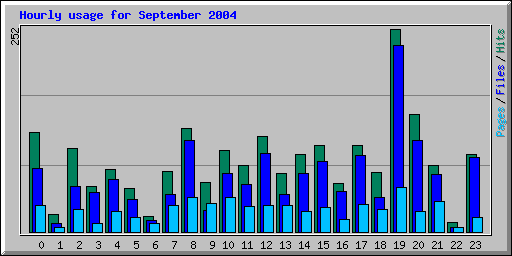 Hourly usage for September 2004
252
Pages / Files / Hits
0 1 2 3 4 5 6 7 8 9 10 11 12 13 14 15 16 17 18 19 20 21 22 23